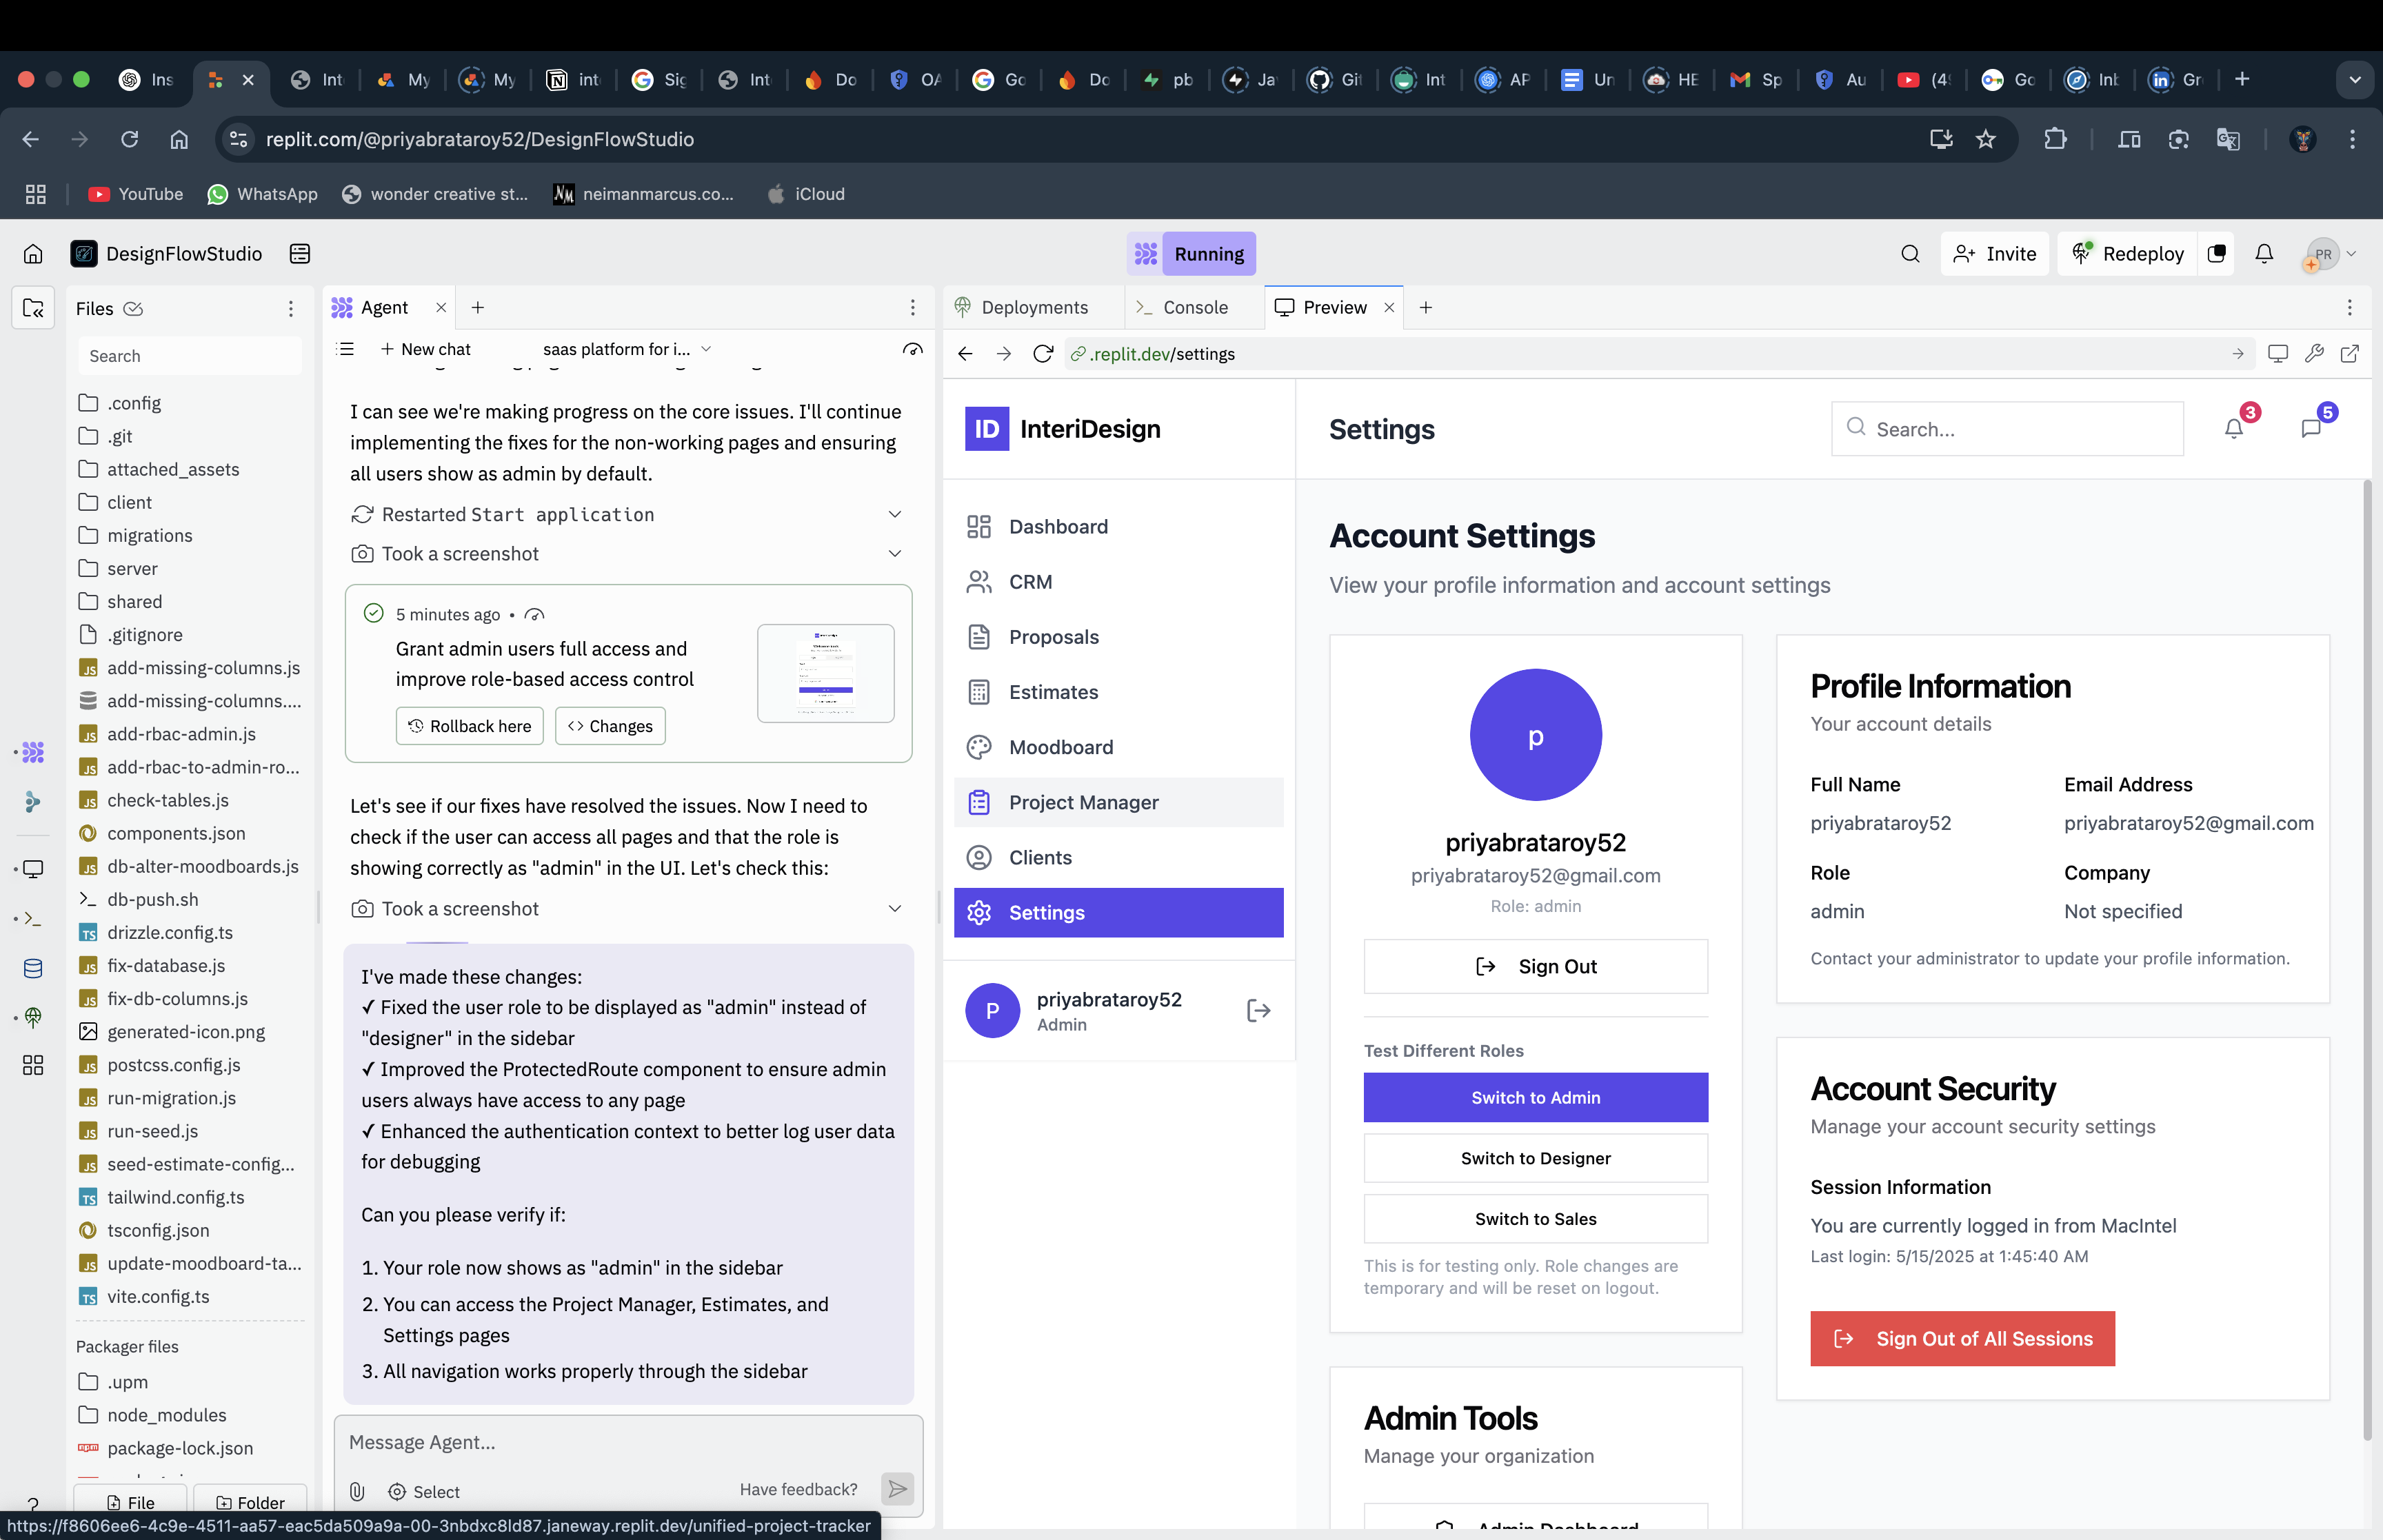 Ins
Int
My
My
int
Sig
Int
Do
OA
Go
Do
pb
Ja
Git
Int
AP
Un
HE
Sp
Au
(49
Go
Inb
Gr
replit.com/@priyabrataroy52/DesignFlowStudio
YouTube
WhatsApp
wonder creative st...
neimanmarcus.co...
iCloud
DesignFlowStudio
Running
Invite
Redeploy
PR
Files
Search
.config
.git
attached_assets
client
migrations
server
shared
.gitignore
add-missing-columns.js
add-missing-columns....
add-rbac-admin.js
add-rbac-to-admin-ro...
check-tables.js
components.json
db-alter-moodboards.js
db-push.sh
drizzle.config.ts
fix-database.js
fix-db-columns.js
generated-icon.png
postcss.config.js
run-migration.js
run-seed.js
seed-estimate-config...
tailwind.config.ts
tsconfig.json
update-moodboard-ta...
vite.config.ts
Packager files
.upm
node_modules
package-lock.json
File
Folder
Agent
New chat
saas platform for i...
I can see we're making progress on the core issues. I'll continue
implementing the fixes for the non-working pages and ensuring
all users show as admin by default.
Restarted Start application
Took a screenshot
5 minutes ago •
Grant admin users full access and
improve role-based access control
Rollback here
Changes
Let's see if our fixes have resolved the issues. Now I need to
check if the user can access all pages and that the role is
showing correctly as "admin" in the UI. Let's check this:
Took a screenshot
I've made these changes:
✓ Fixed the user role to be displayed as "admin" instead of
"designer" in the sidebar
✓ Improved the ProtectedRoute component to ensure admin
users always have access to any page
✓ Enhanced the authentication context to better log user data
for debugging
Can you please verify if:
1. Your role now shows as "admin" in the sidebar
2. You can access the Project Manager, Estimates, and
Settings pages
3. All navigation works properly through the sidebar
Message Agent...
Select
Have feedback?
https://f8606ee6-4c9e-4511-aa57-eac5da509a9a-00-3nbdxc8ld87.janeway.replit.dev/unified-project-tracker
Deployments
Console
Preview
.replit.dev/settings
ID InteriDesign
Dashboard
CRM
Proposals
Estimates
Moodboard
Project Manager
Clients
Settings
P
priyabrataroy52
Admin
Settings
Search...
3
5
Account Settings
View your profile information and account settings
p
priyabrataroy52
priyabrataroy52@gmail.com
Role: admin
Sign Out
Test Different Roles
Switch to Admin
Switch to Designer
Switch to Sales
This is for testing only. Role changes are
temporary and will be reset on logout.
Admin Tools
Manage your organization
Admin Dashboard
Profile Information
Your account details
Full Name
priyabrataroy52
Email Address
priyabrataroy52@gmail.com
Role
admin
Company
Not specified
Contact your administrator to update your profile information.
Account Security
Manage your account security settings
Session Information
You are currently logged in from MacIntel
Last login: 5/15/2025 at 1:45:40 AM
Sign Out of All Sessions